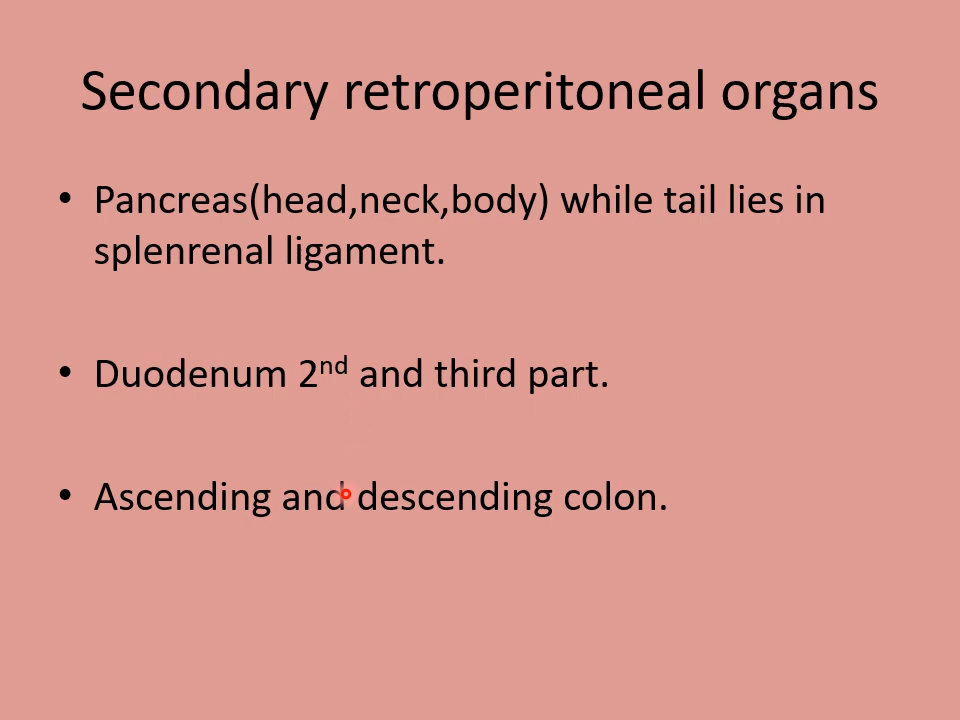 Secondary retroperitoneal organs
• Pancreas(head,neck,body) while tail lies in
splenrenal ligament.
• Duodenum 2nd and third part.
• Ascending and descending colon.